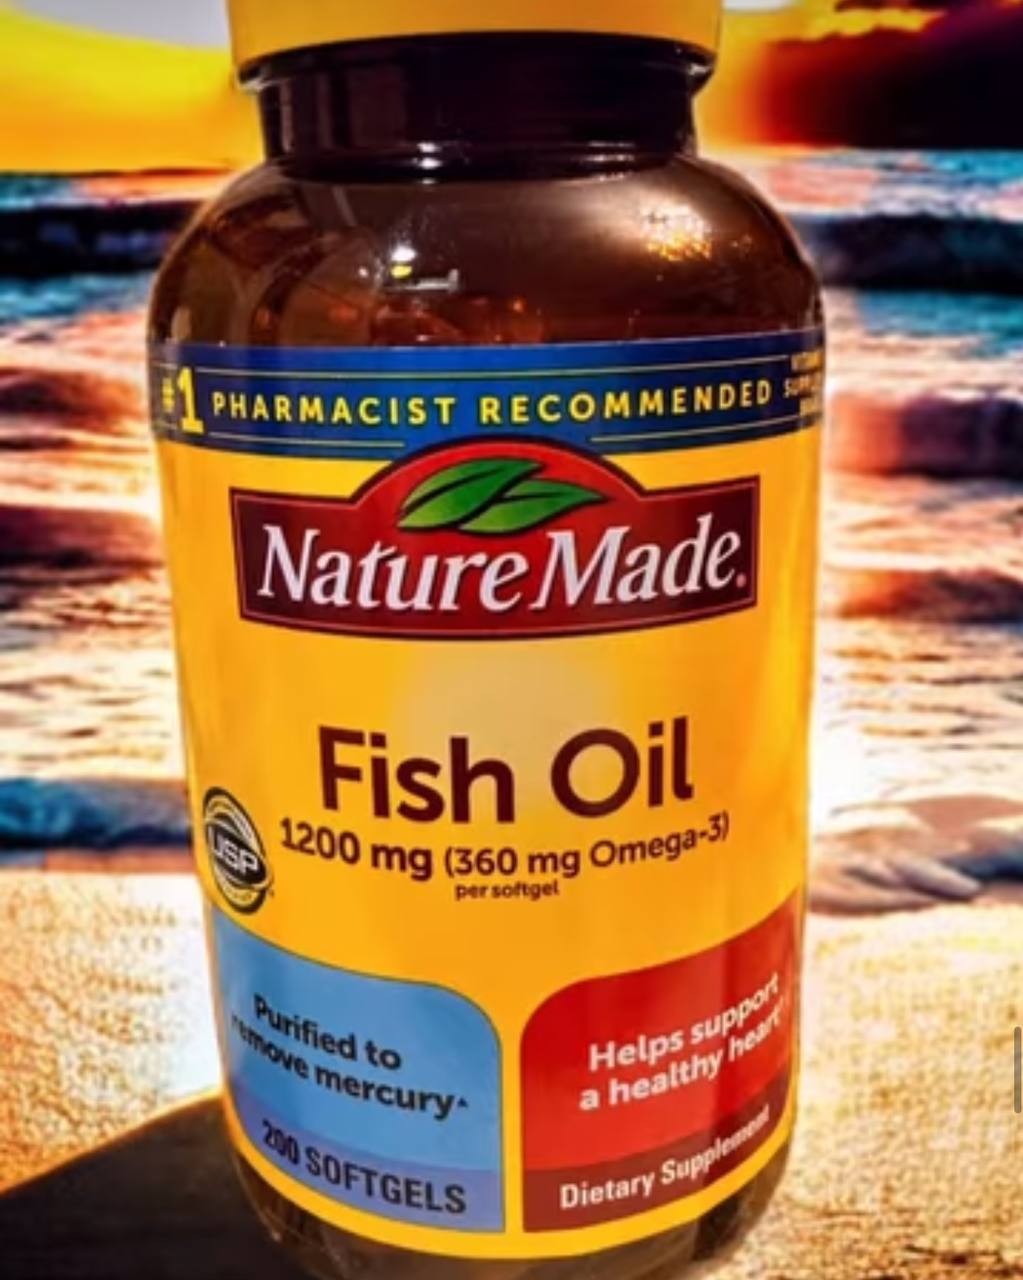 #1 PHARMACIST RECOMMENDED
Nature Made®
Fish Oil
1200 mg (360 mg Omega-3)
per softgel
USP
Purified to
remove mercury^
200 SOFTGELS
Helps support
a healthy heart
Dietary Supplement